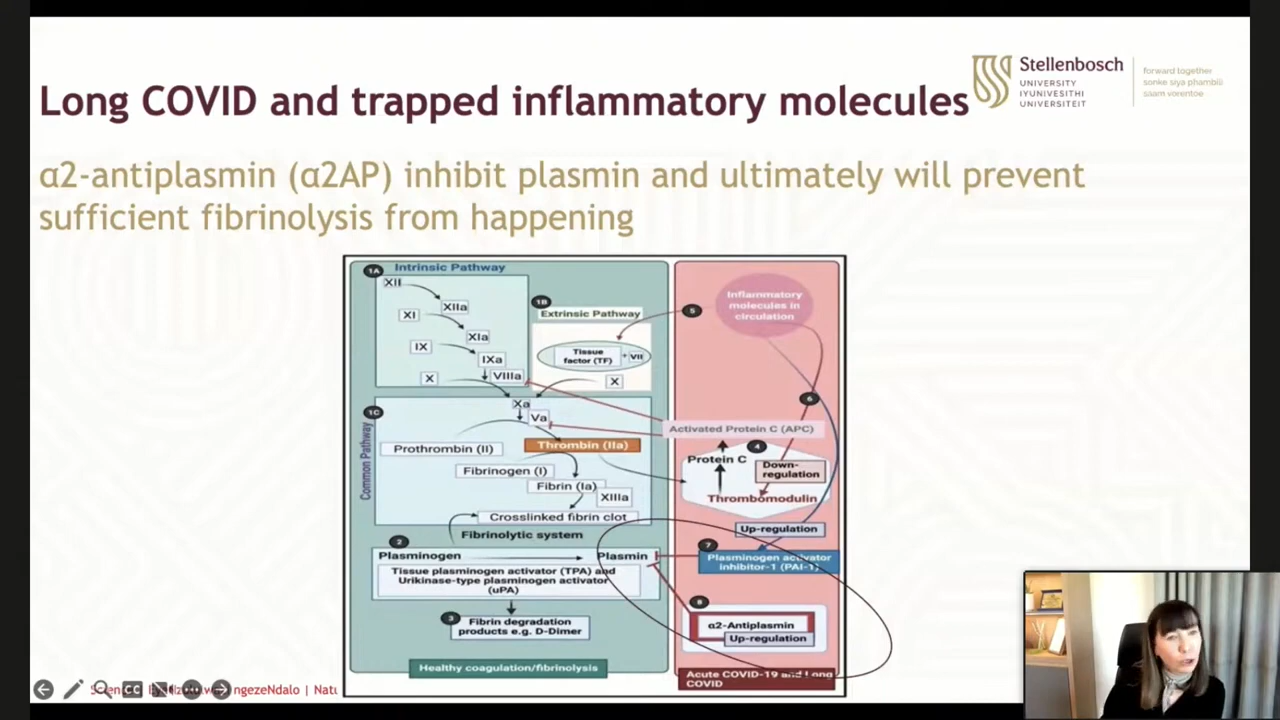 Long COVID and trapped inflammatory molecules
Stellenbosch
UNIVERSITY
IYUNIVESITHI
UNIVERSITEIT
forward together
sonke siya phambili
saam vorentoe
α2-antiplasmin (α2AP) inhibit plasmin and ultimately will prevent
sufficient fibrinolysis from happening
1A
Intrinsic Pathway
XII
XIIa
XI
XIa
IX
IXa
VIIIa
X
1B
Extrinsic Pathway
Tissue
factor (TF)
+ VII
X
1C
Common Pathway
Xa
Va
Prothrombin (II)
Thrombin (IIa)
Fibrinogen (I)
Fibrin (Ia)
XIIIa
Crosslinked fibrin clot
Fibrinolytic system
2
Plasminogen
Plasmin
Tissue plasminogen activator (TPA) and
Urikinase-type plasminogen activator
(uPA)
3
Fibrin degradation
products e.g. D-Dimer
Healthy coagulation/fibrinolysis
Inflammatory
molecules in
circulation
5
6
Activated Protein C (APC)
4
Protein C
Down-
regulation
Thrombomodulin
Up-regulation
7
Plasminogen activator
inhibitor-1 (PAI-1)
8
α2-Antiplasmin
Up-regulation
Acute COVID-19 and Long
COVID